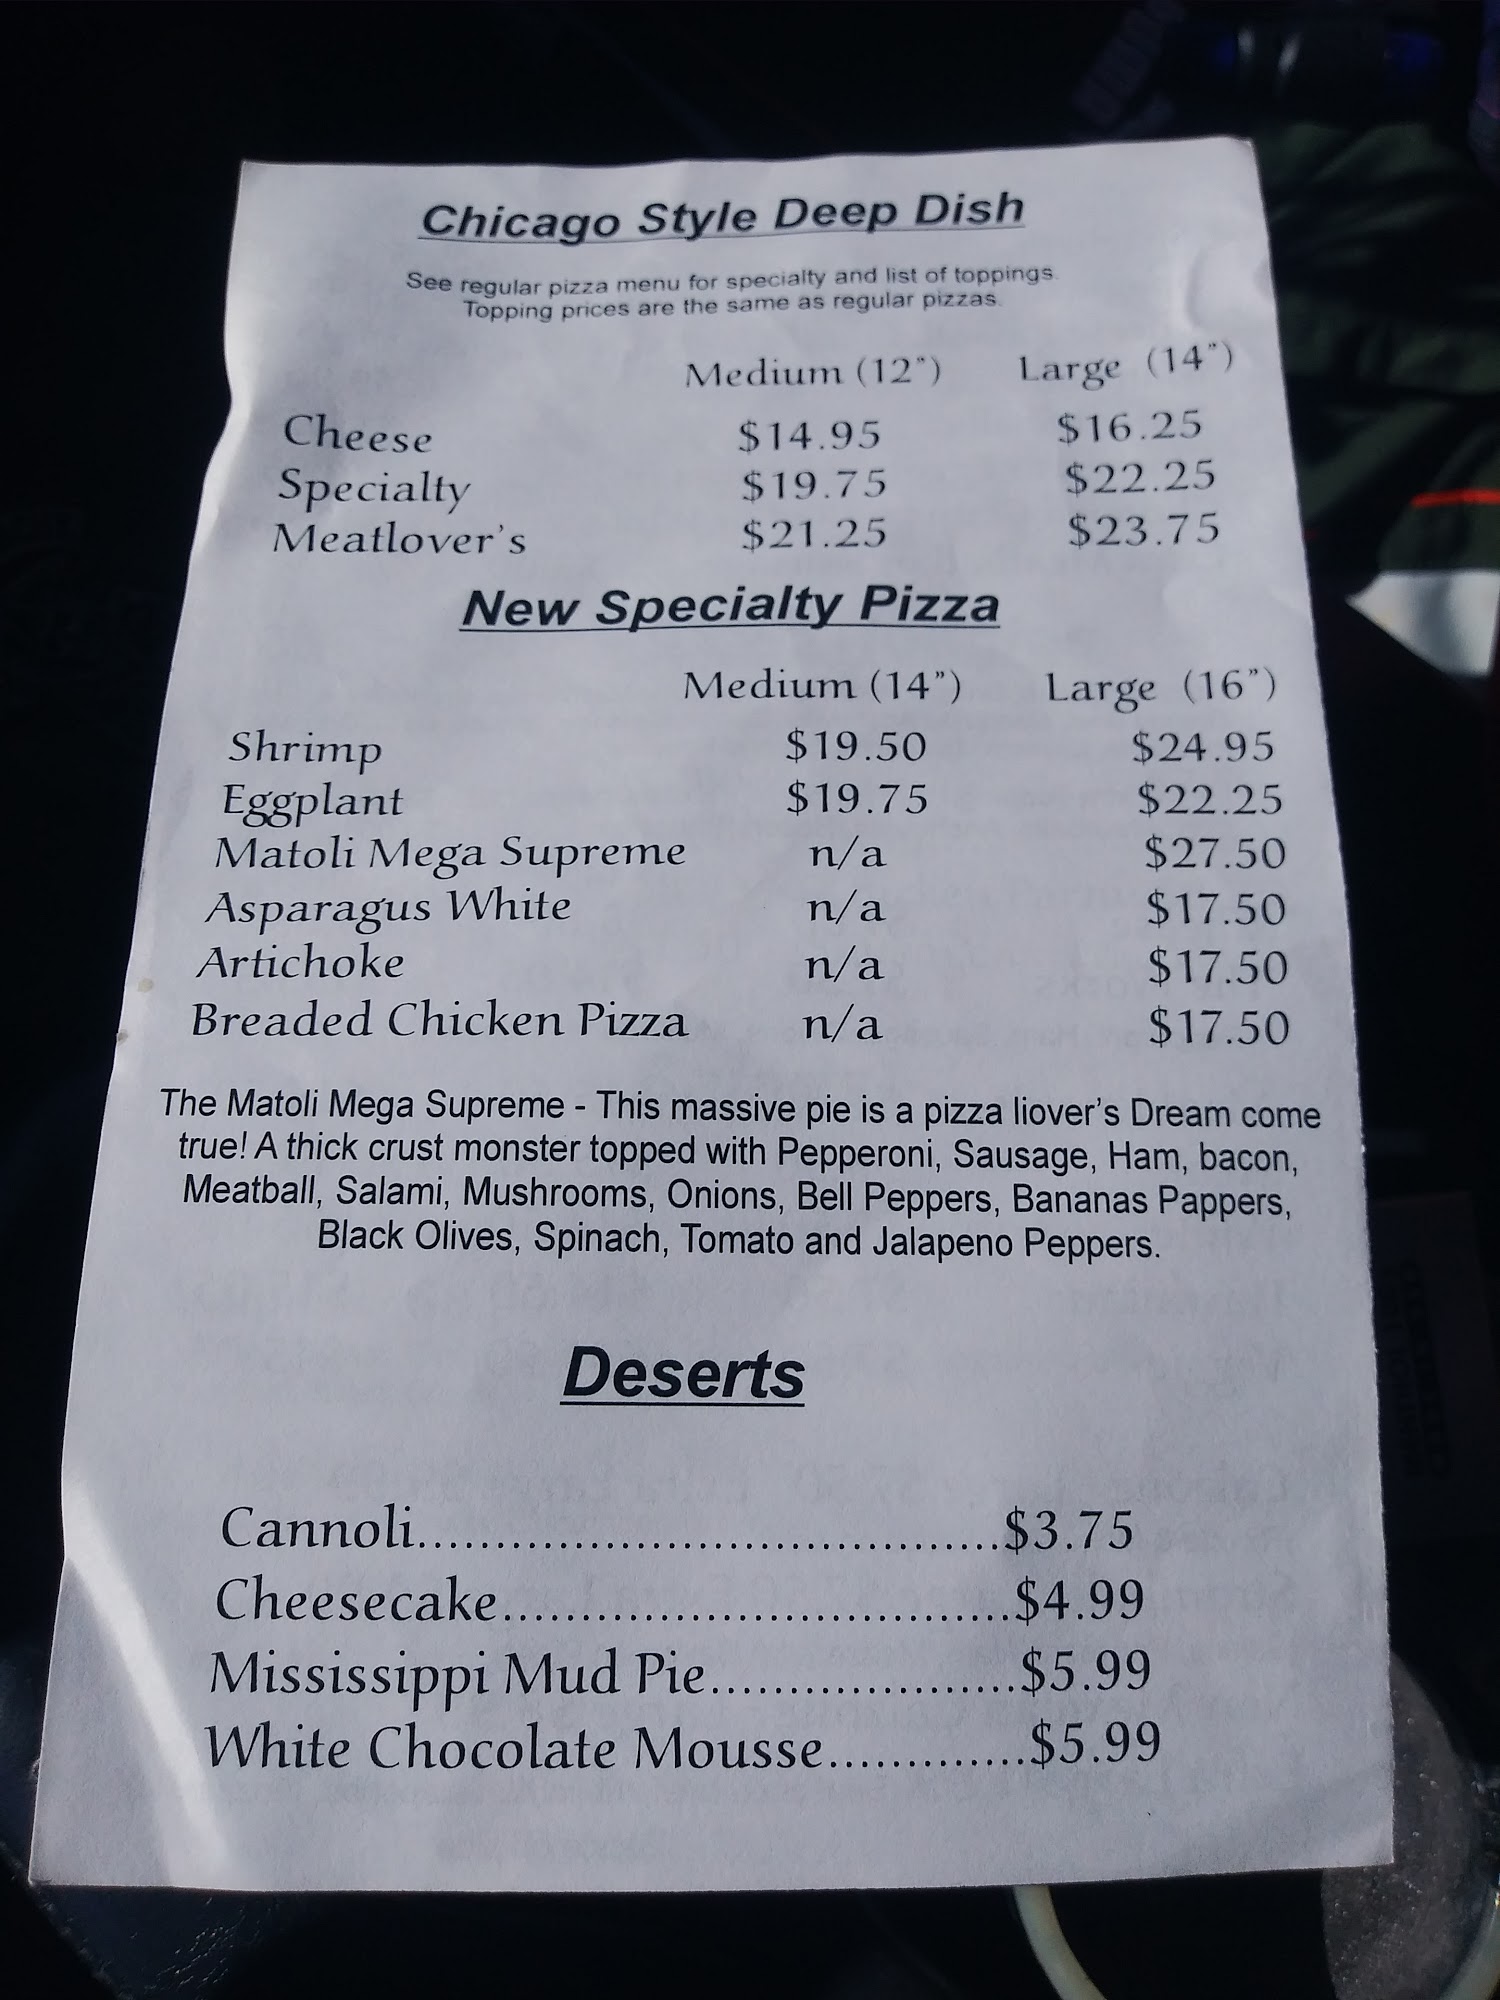 Chicago Style Deep Dish
See regular pizza menu for specialty and list of toppings.
Topping prices are the same as regular pizzas.
Medium (12") Large (14")
Cheese $14.95 $16.25
Specialty $19.75 $22.25
Meatlover's $21.25 $23.75
New Specialty Pizza
Medium (14") Large (16")
Shrimp $19.50 $24.95
Eggplant $19.75 $22.25
Matoli Mega Supreme n/a $27.50
Asparagus White n/a $17.50
Artichoke n/a $17.50
Breaded Chicken Pizza n/a $17.50
The Matoli Mega Supreme - This massive pie is a pizza liover's Dream come
true! A thick crust monster topped with Pepperoni, Sausage, Ham, bacon,
Meatball, Salami, Mushrooms, Onions, Bell Peppers, Bananas Pappers,
Black Olives, Spinach, Tomato and Jalapeno Peppers.
Deserts
Cannoli.....................................$3.75
Cheesecake.................................$4.99
Mississippi Mud Pie....................$5.99
White Chocolate Mousse.............$5.99